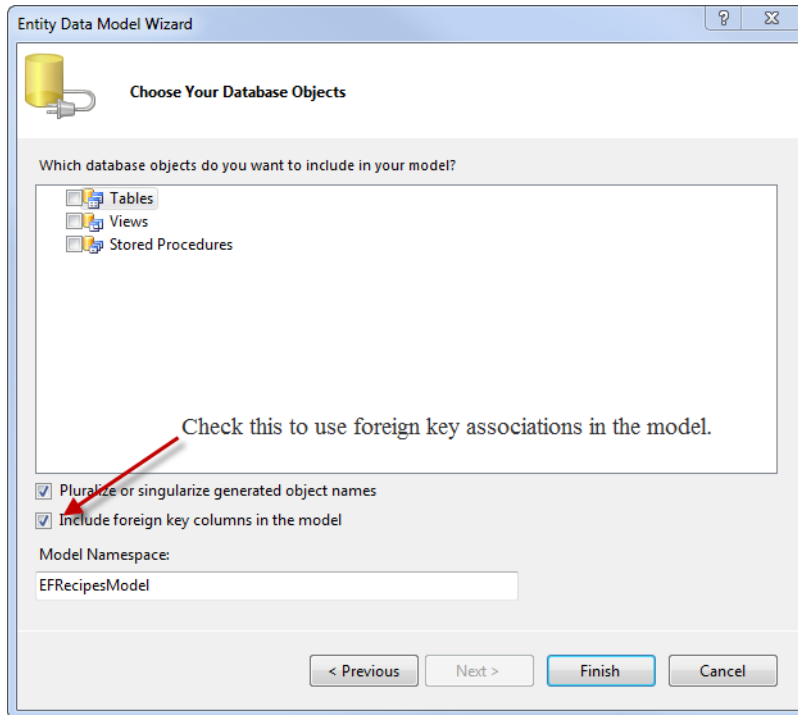 Entity Data Model Wizard
Choose Your Database Objects
Which database objects do you want to include in your model?
Tables
Views
Stored Procedures
Check this to use foreign key associations in the model.
Pluralize or singularize generated object names
Include foreign key columns in the model
Model Namespace:
EFRecipesModel
< Previous
Next >
Finish
Cancel